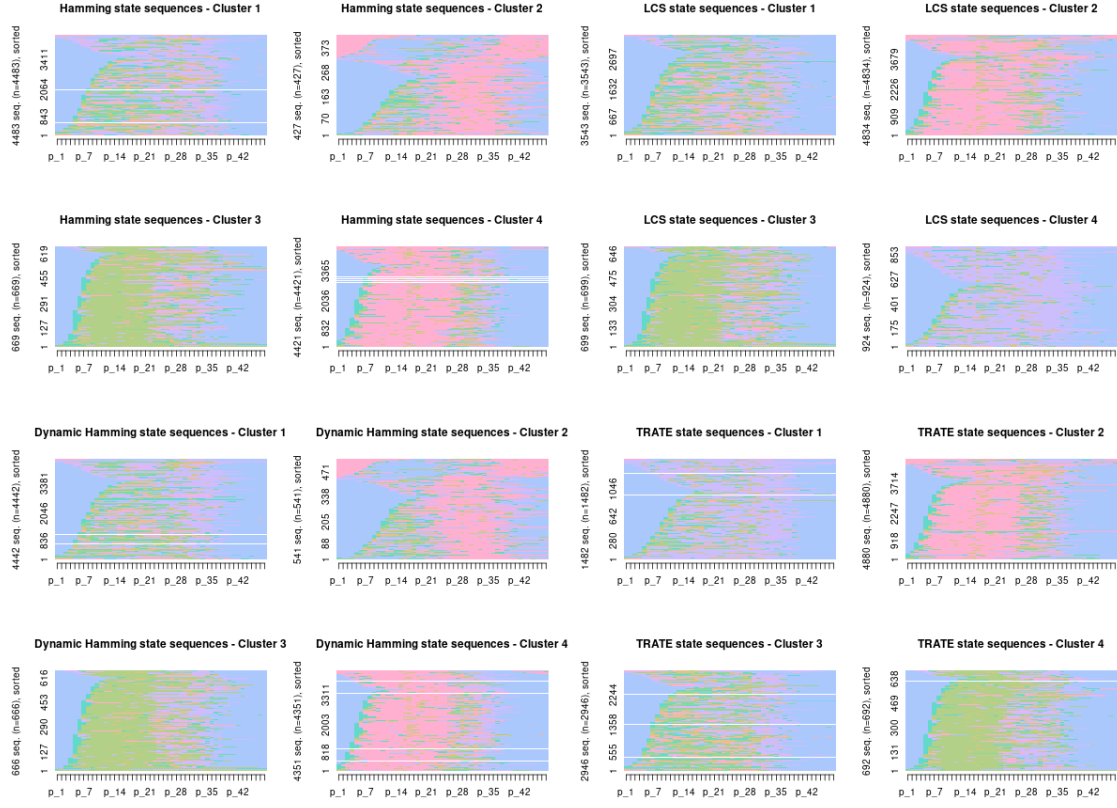 Hamming state sequences - Cluster 1
4483 seq. (n=4483), sorted
1 843 2064 3411
p_1 p_7 p_14 p_21 p_28 p_35 p_42
Hamming state sequences - Cluster 2
427 seq. (n=427), sorted
1 70 163 268 373
p_1 p_7 p_14 p_21 p_28 p_35 p_42
LCS state sequences - Cluster 1
3543 seq. (n=3543), sorted
1 667 1632 2697
p_1 p_7 p_14 p_21 p_28 p_35 p_42
LCS state sequences - Cluster 2
4834 seq. (n=4834), sorted
1 909 2226 3679
p_1 p_7 p_14 p_21 p_28 p_35 p_42
Hamming state sequences - Cluster 3
669 seq. (n=669), sorted
1 127 291 455 619
p_1 p_7 p_14 p_21 p_28 p_35 p_42
Hamming state sequences - Cluster 4
4421 seq. (n=4421), sorted
1 832 2036 3365
p_1 p_7 p_14 p_21 p_28 p_35 p_42
LCS state sequences - Cluster 3
699 seq. (n=699), sorted
1 133 304 475 646
p_1 p_7 p_14 p_21 p_28 p_35 p_42
LCS state sequences - Cluster 4
924 seq. (n=924), sorted
1 175 401 627 853
p_1 p_7 p_14 p_21 p_28 p_35 p_42
Dynamic Hamming state sequences - Cluster 1
4442 seq. (n=4442), sorted
1 836 2046 3381
p_1 p_7 p_14 p_21 p_28 p_35 p_42
Dynamic Hamming state sequences - Cluster 2
541 seq. (n=541), sorted
1 88 205 338 471
p_1 p_7 p_14 p_21 p_28 p_35 p_42
TRATE state sequences - Cluster 1
1482 seq. (n=1482), sorted
1 280 642 1046
p_1 p_7 p_14 p_21 p_28 p_35 p_42
TRATE state sequences - Cluster 2
4880 seq. (n=4880), sorted
1 918 2247 3714
p_1 p_7 p_14 p_21 p_28 p_35 p_42
Dynamic Hamming state sequences - Cluster 3
666 seq. (n=666), sorted
1 127 290 453 616
p_1 p_7 p_14 p_21 p_28 p_35 p_42
Dynamic Hamming state sequences - Cluster 4
4351 seq. (n=4351), sorted
1 818 2003 3311
p_1 p_7 p_14 p_21 p_28 p_35 p_42
TRATE state sequences - Cluster 3
2946 seq. (n=2946), sorted
1 555 1358 2244
p_1 p_7 p_14 p_21 p_28 p_35 p_42
TRATE state sequences - Cluster 4
692 seq. (n=692), sorted
1 131 300 469 638
p_1 p_7 p_14 p_21 p_28 p_35 p_42